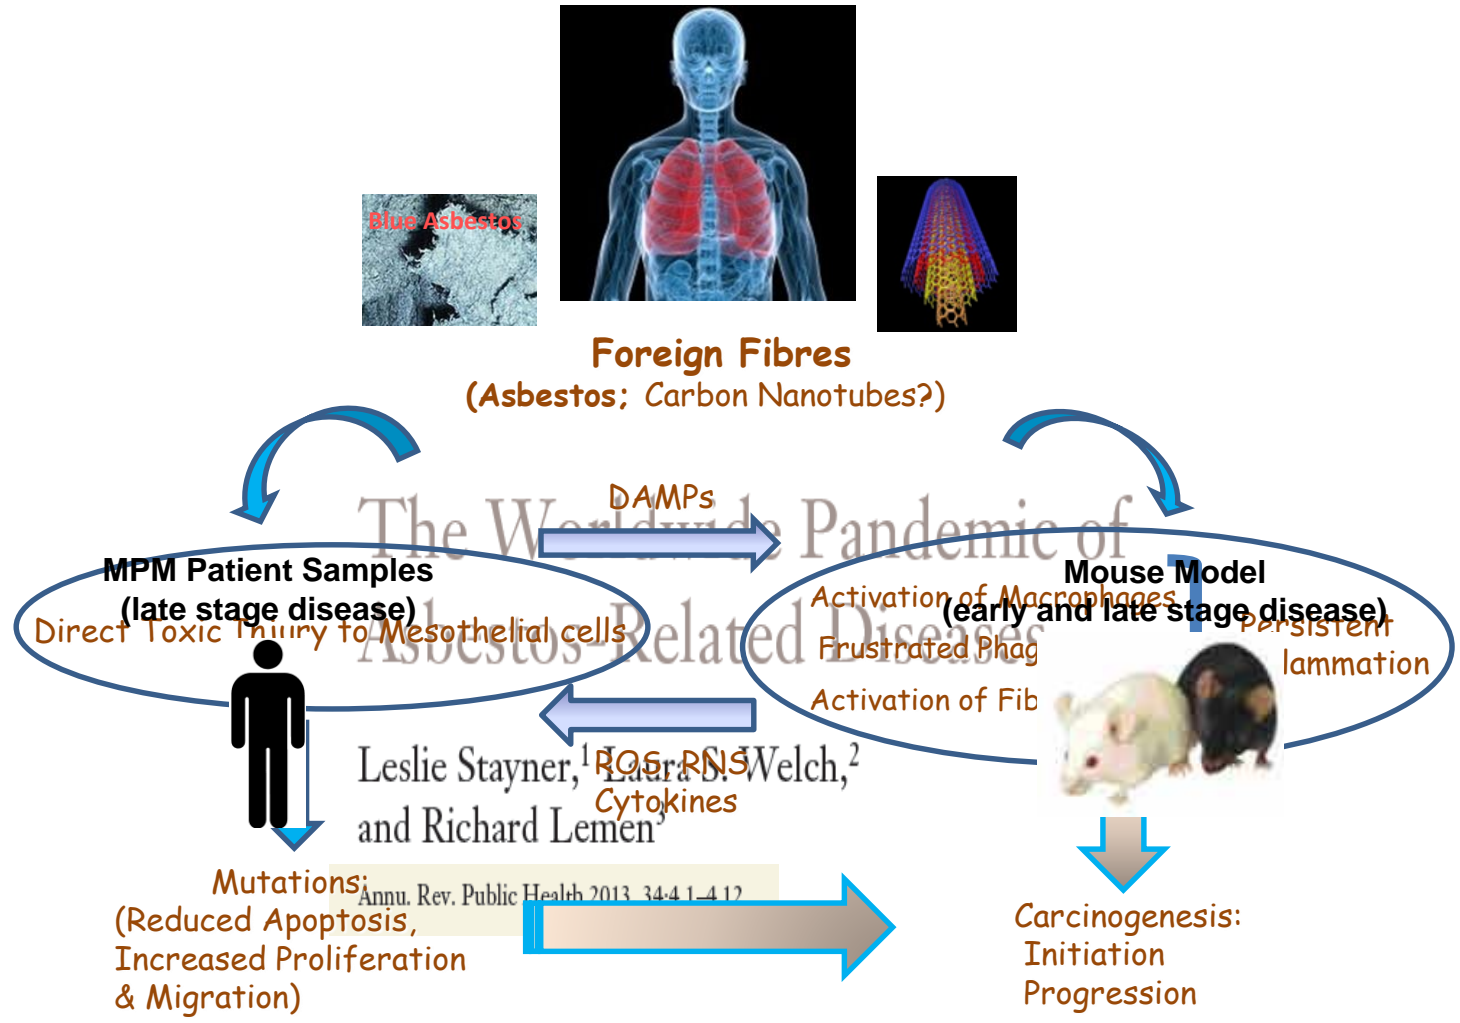 Blue Asbestos
Foreign Fibres
(Asbestos; Carbon Nanotubes?)
DAMPs
The Worldwide Pandemic of
Asbestos-Related Diseases
MPM Patient Samples
(late stage disease)
Direct Toxic Injury to Mesothelial cells
Mouse Model
(early and late stage disease)
Activation of Macrophages
Frustrated Phag
Activation of Fib
Persistent
lammation
Leslie Stayner,1 Laura S. Welch,2
and Richard Lemen3
ROS, RNS
Cytokines
Annu. Rev. Public Health 2013. 34:4.1–4.12
Mutations:
(Reduced Apoptosis,
Increased Proliferation
& Migration)
Carcinogenesis:
Initiation
Progression